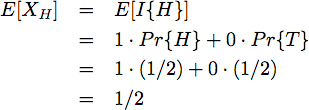 E[X_H] = E[I{H}]
= 1 · Pr{H} + 0 · Pr{T}
= 1 · (1/2) + 0 · (1/2)
= 1/2